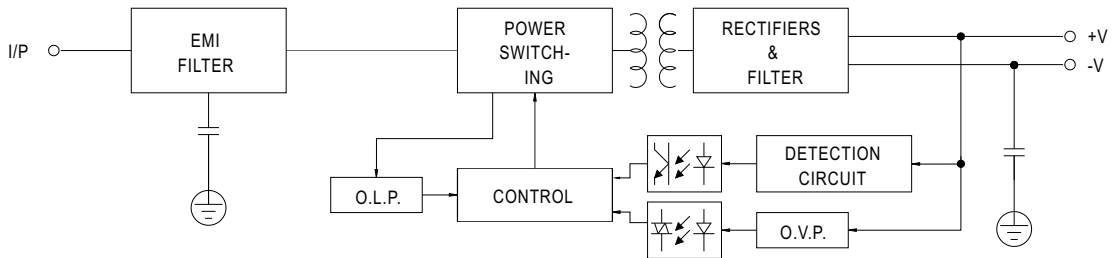 I/P
EMI
FILTER
POWER
SWITCH-
ING
RECTIFIERS
&
FILTER
+V
-V
O.L.P.
CONTROL
DETECTION
CIRCUIT
O.V.P.